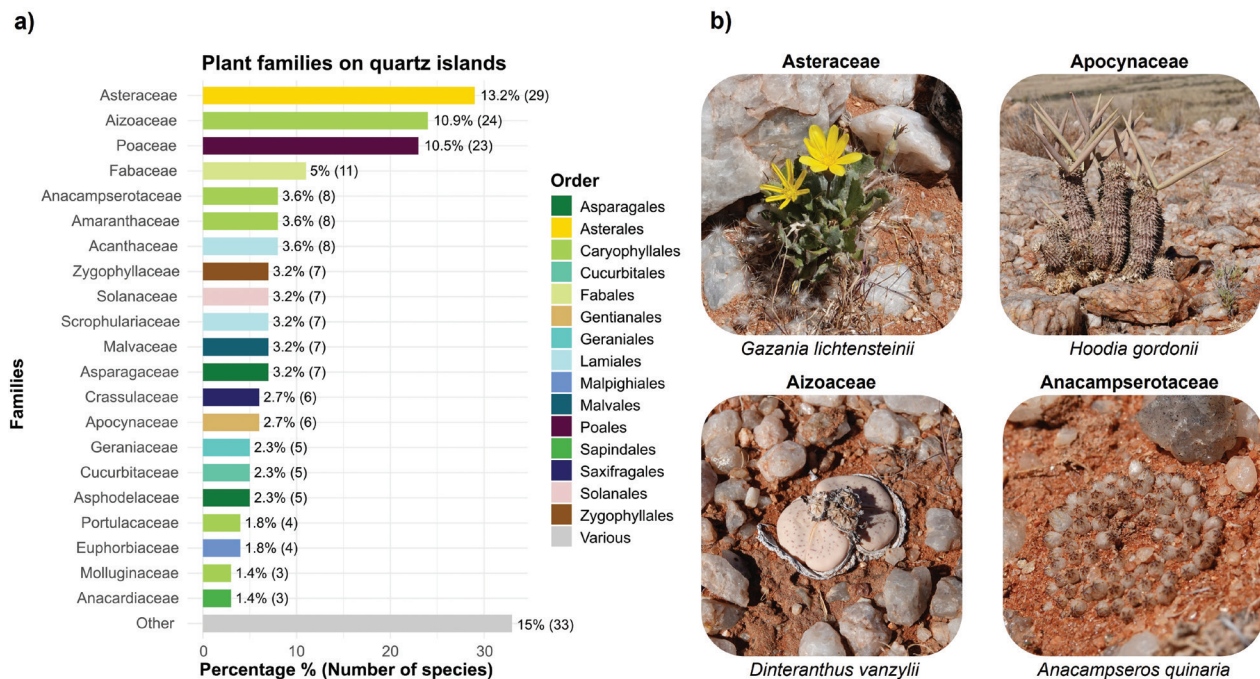 a)
Plant families on quartz islands
Families
Asteraceae 13.2% (29)
Aizoaceae 10.9% (24)
Poaceae 10.5% (23)
Fabaceae 5% (11)
Anacampserotaceae 3.6% (8)
Amaranthaceae 3.6% (8)
Acanthaceae 3.6% (8)
Zygophyllaceae 3.2% (7)
Solanaceae 3.2% (7)
Scrophulariaceae 3.2% (7)
Malvaceae 3.2% (7)
Asparagaceae 3.2% (7)
Crassulaceae 2.7% (6)
Apocynaceae 2.7% (6)
Geraniaceae 2.3% (5)
Cucurbitaceae 2.3% (5)
Asphodelaceae 2.3% (5)
Portulacaceae 1.8% (4)
Euphorbiaceae 1.8% (4)
Molluginaceae 1.4% (3)
Anacardiaceae 1.4% (3)
Other 15% (33)
0 10 20 30
Percentage % (Number of species)
Order
Asparagales
Asterales
Caryophyllales
Cucurbitales
Fabales
Gentianales
Geraniales
Lamiales
Malpighiales
Malvales
Poales
Sapindales
Saxifragales
Solanales
Zygophyllales
Various
b)
Asteraceae
Gazania lichtensteinii
Apocynaceae
Hoodia gordonii
Aizoaceae
Dinteranthus vanzylii
Anacampserotaceae
Anacampseros quinaria